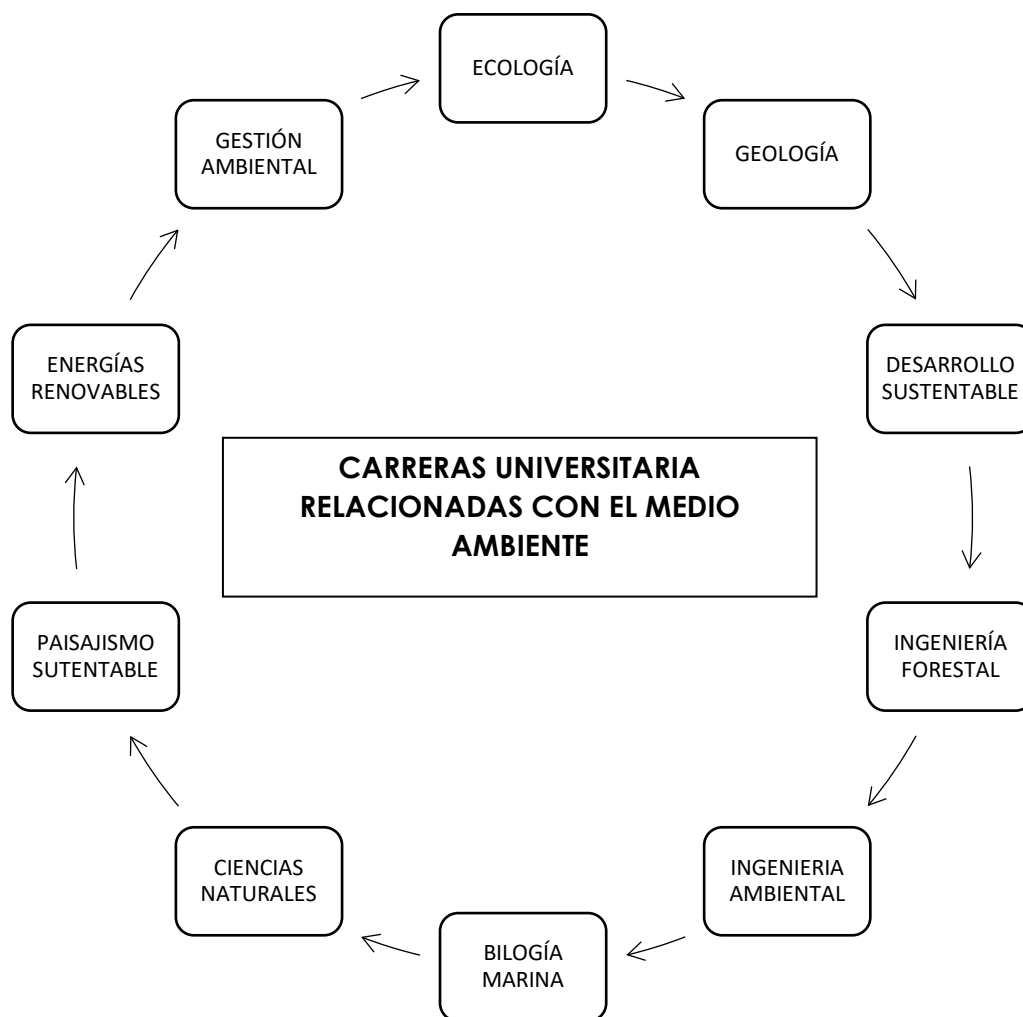 ECOLOGÍA
GEOLOGÍA
DESARROLLO
SUSTENTABLE
INGENIERÍA
FORESTAL
INGENIERIA
AMBIENTAL
BILOGÍA
MARINA
CIENCIAS
NATURALES
PAISAJISMO
SUTENTABLE
ENERGÍAS
RENOVABLES
GESTIÓN
AMBIENTAL
CARRERAS UNIVERSITARIA
RELACIONADAS CON EL MEDIO
AMBIENTE